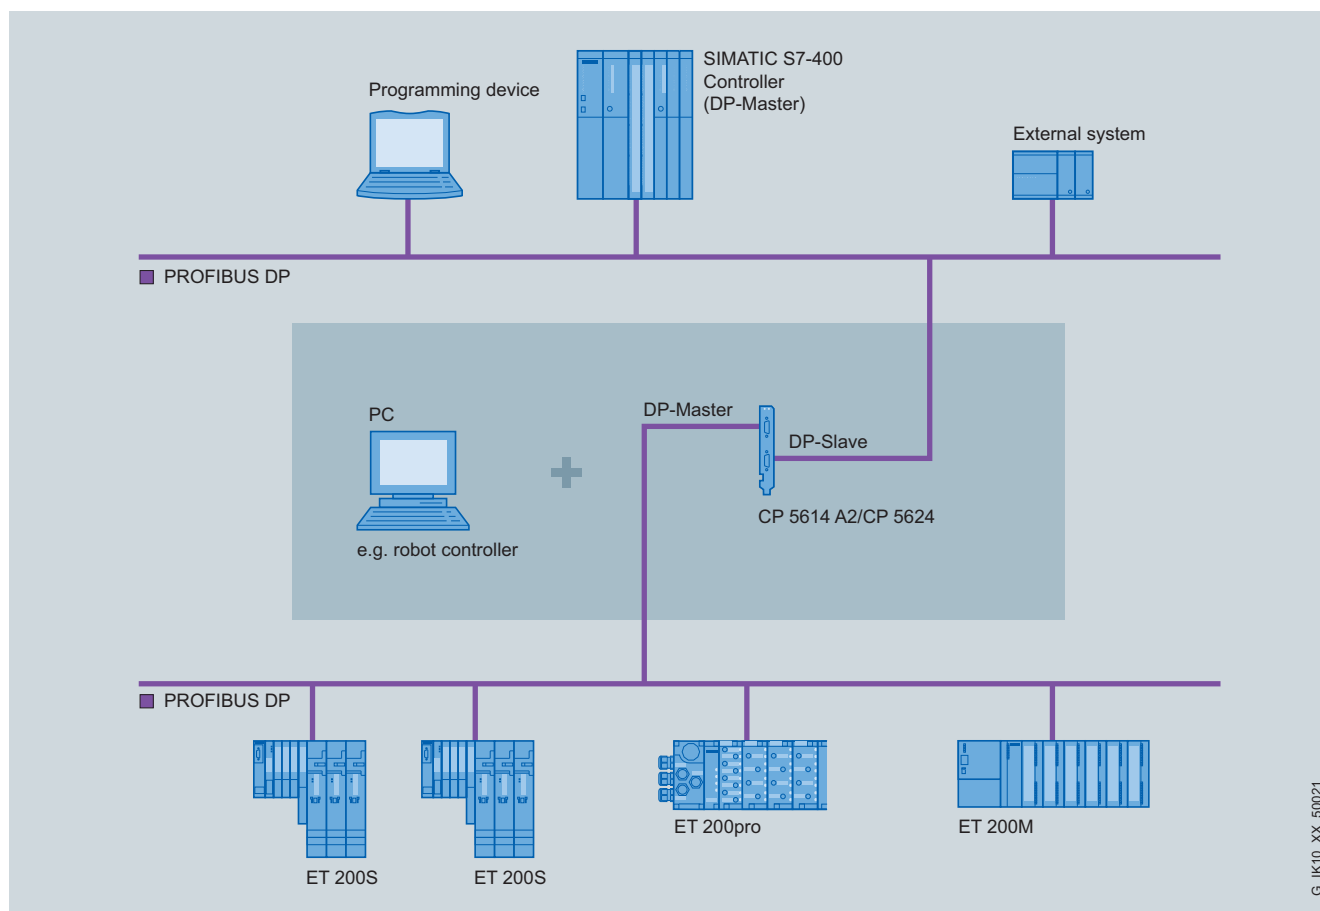 SIMATIC S7-400
Controller
(DP-Master)
Programming device
External system
PROFIBUS DP
DP-Master
PC
DP-Slave
CP 5614 A2/CP 5624
e.g. robot controller
PROFIBUS DP
ET 200pro
ET 200M
ET 200S
ET 200S
G_IK10_XX_50021